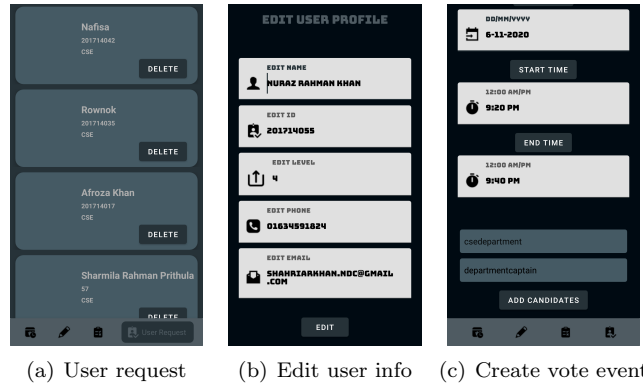 Nafisa
201714042
CSE
DELETE
Rownok
201714035
CSE
DELETE
Afroza Khan
201714017
CSE
DELETE
Sharmila Rahman Prithula
57
CSE
DELETE
User Request
(a) User request
EDIT USER PROFILE
EDIT NAME
NURAZ RAHMAN KHAN
EDIT ID
201714055
EDIT LEVEL
4
EDIT PHONE
01634591824
EDIT EMAIL
SHAHRIARKHAN.NDC@GMAIL
.COM
EDIT
(b) Edit user info
DD/MM/YYYY
6-11-2020
START TIME
12:00 AM/PM
9:20 PM
END TIME
12:00 AM/PM
9:40 PM
csedepartment
departmentcaptain
ADD CANDIDATES
(c) Create vote event